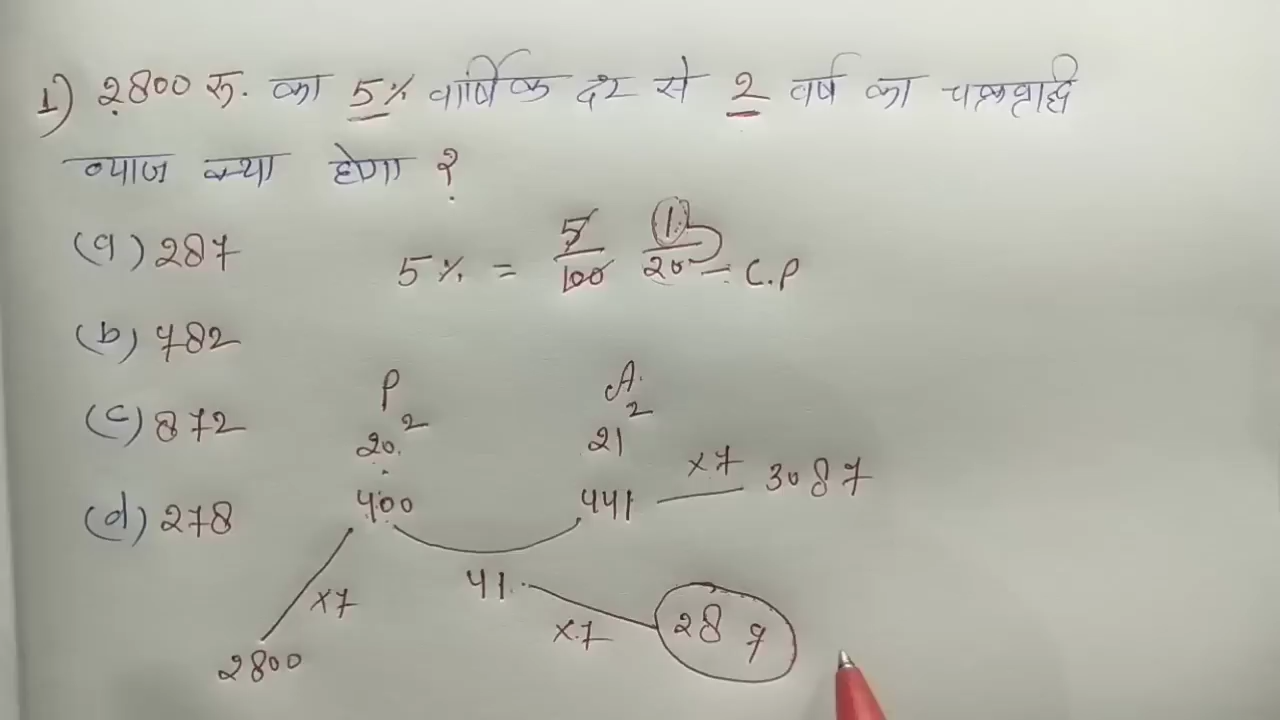 1) 2800 रु. का 5% वार्षिक दर से 2 वर्ष का चक्रवृद्धि
ब्याज क्या होगा ?
(a) 287
(b) 782
(c) 872
(d) 278
5% = 5/100 1/20 - C.P
P A
20² 21²
400 441 ×7 3087
41
×7 ×7 287
2800